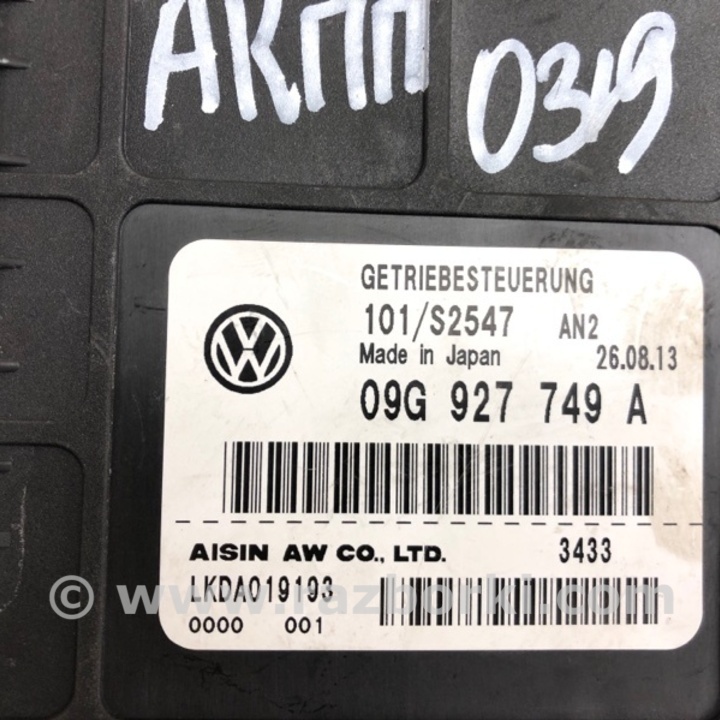 АКПП
0319
GETRIEBESTEUERUNG
101/S2547 AN2
Made in Japan 26.08.13
09G 927 749 A
AISIN AW CO., LTD. 3433
LKDA019193
0000 001
© www.razborki.com